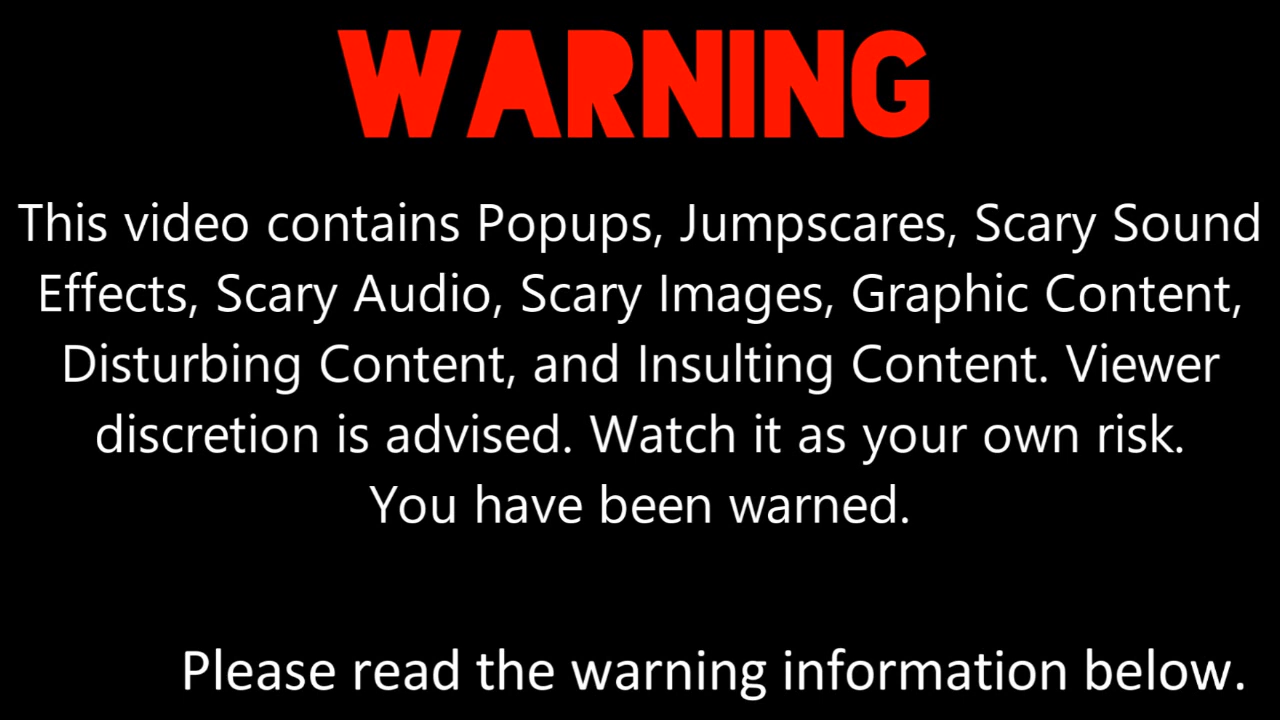 WARNING
This video contains Popups, Jumpscares, Scary Sound
Effects, Scary Audio, Scary Images, Graphic Content,
Disturbing Content, and Insulting Content. Viewer
discretion is advised. Watch it as your own risk.
You have been warned.
Please read the warning information below.